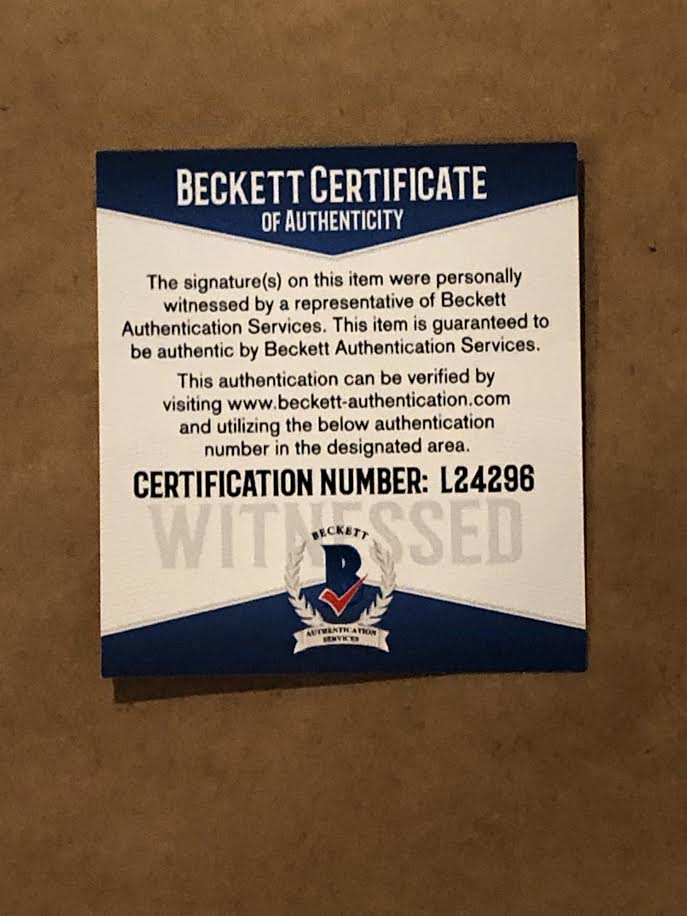 BECKETT CERTIFICATE
OF AUTHENTICITY
The signature(s) on this item were personally
witnessed by a representative of Beckett
Authentication Services. This item is guaranteed to
be authentic by Beckett Authentication Services.
This authentication can be verified by
visiting www.beckett-authentication.com
and utilizing the below authentication
number in the designated area.
CERTIFICATION NUMBER: L24296
WITNESSED
BECKETT
B
AUTHENTICATION
SERVICES